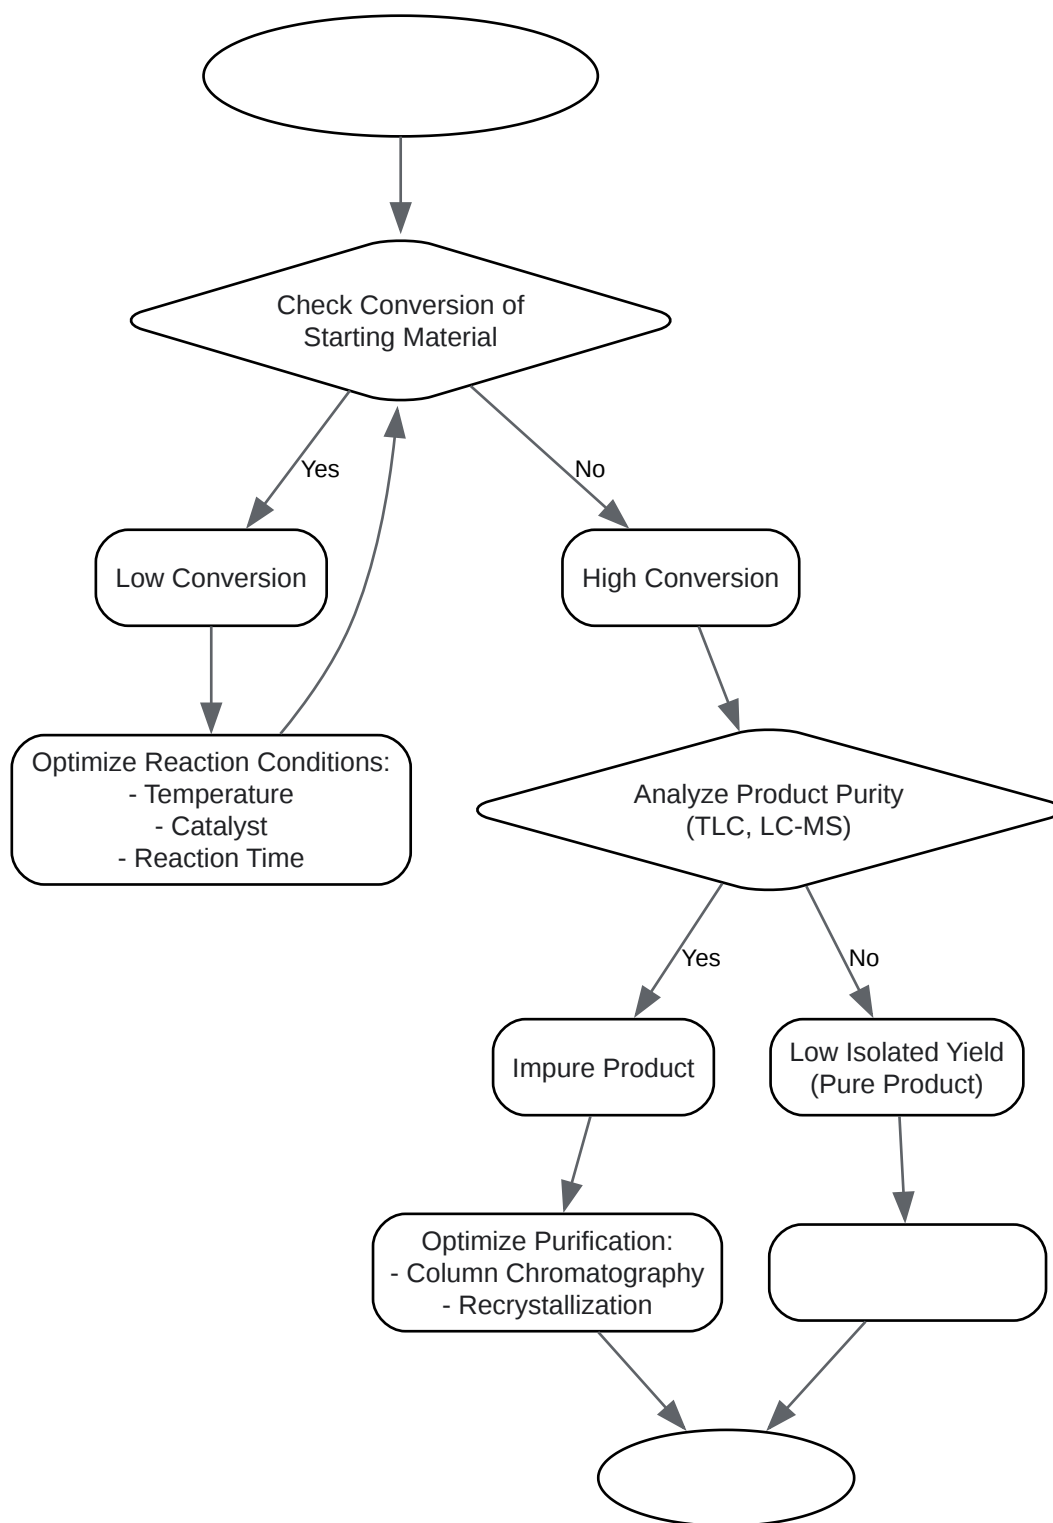 Check Conversion of
Starting Material
Yes
No
Low Conversion
High Conversion
Optimize Reaction Conditions:
- Temperature
- Catalyst
- Reaction Time
Analyze Product Purity
(TLC, LC-MS)
Yes
No
Impure Product
Low Isolated Yield
(Pure Product)
Optimize Purification:
- Column Chromatography
- Recrystallization